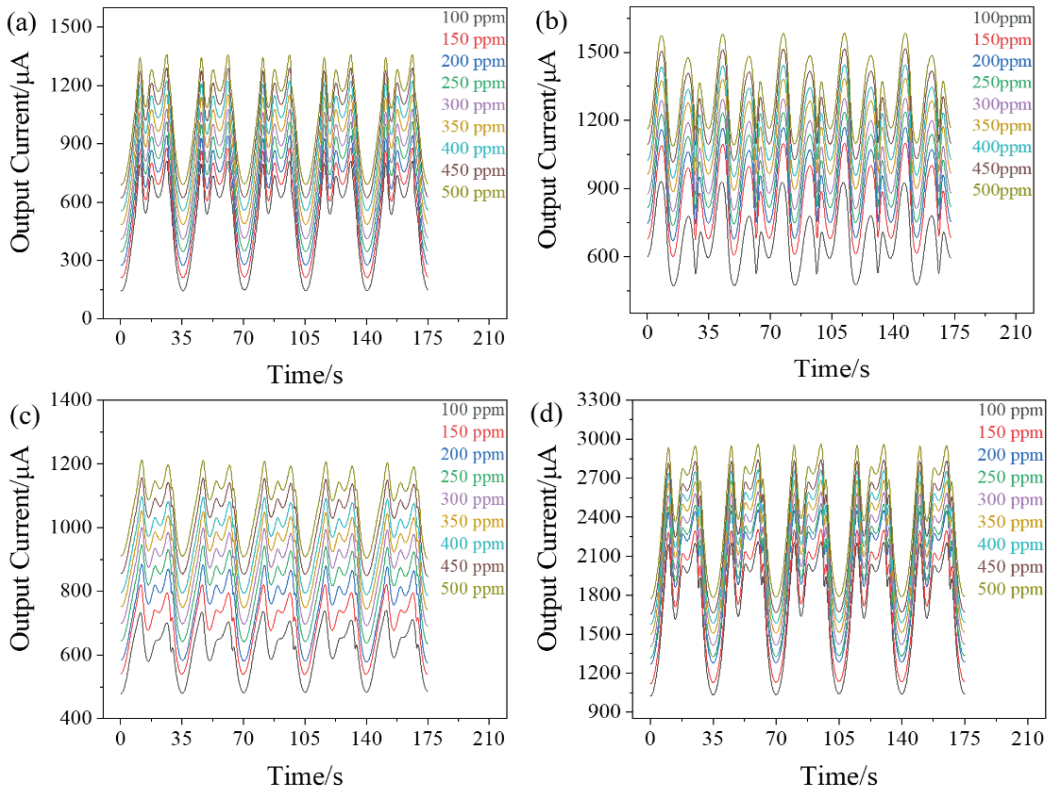 (a)
Output Current/μA
1500
1200
900
600
300
0
100 ppm
150 ppm
200 ppm
250 ppm
300 ppm
350 ppm
400 ppm
450 ppm
500 ppm
0 35 70 105 140 175 210
Time/s
(b)
Output Current/μA
1500
1200
900
600
100ppm
150ppm
200ppm
250ppm
300ppm
350ppm
400ppm
450ppm
500ppm
0 35 70 105 140 175 210
Time/s
(c)
Output Current/μA
1400
1200
1000
800
600
400
100 ppm
150 ppm
200 ppm
250 ppm
300 ppm
350 ppm
400 ppm
450 ppm
500 ppm
0 35 70 105 140 175 210
Time/s
(d)
Output Current/μA
3300
3000
2700
2400
2100
1800
1500
1200
900
100 ppm
150 ppm
200 ppm
250 ppm
300 ppm
350 ppm
400 ppm
450 ppm
500 ppm
0 35 70 105 140 175 210
Time/s